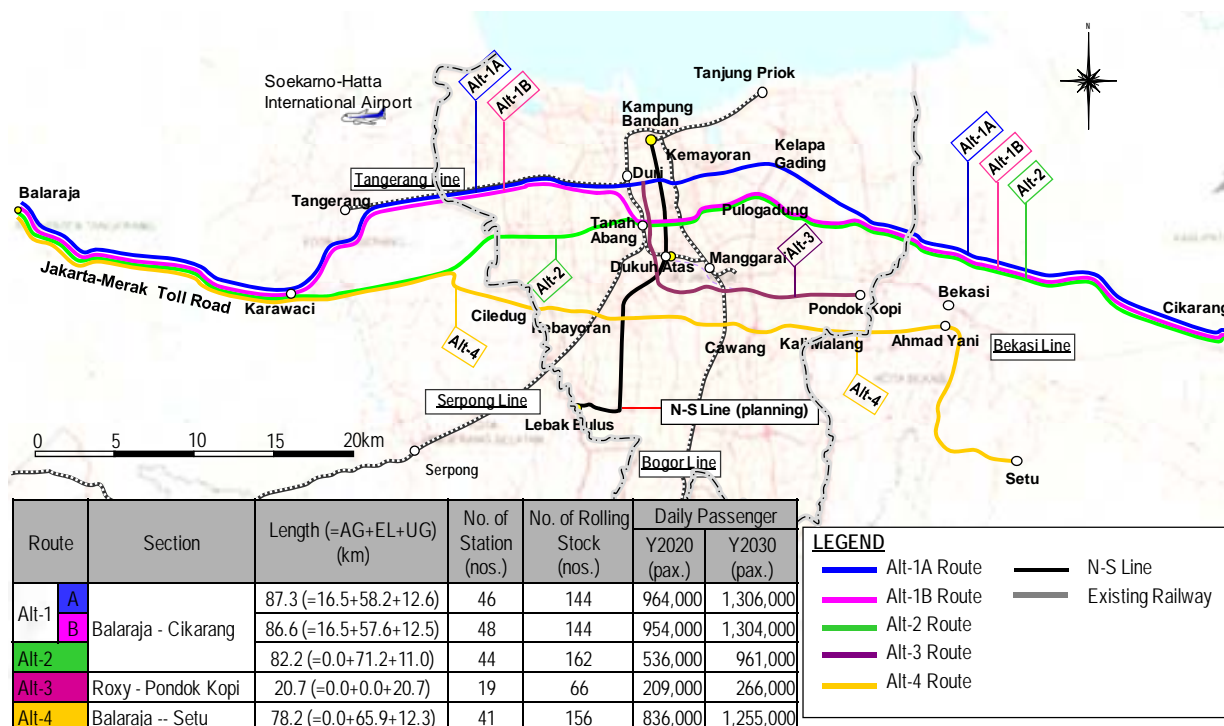 N
Soekarno-Hatta
International Airport
Alt-1A
Alt-1B
Tanjung Priok
Kampung
Bandan
Kemayoran
Kelapa
Gading
Alt-1A
Alt-1B
Alt-2
Tangerang Line
Duri
Balaraja
Tangerang
Tanah
Abang
Pulogadung
Alt-3
Dukuh Atas
Manggarai
Alt-2
Jakarta-Merak Toll Road
Karawaci
Pondok Kopi
Bekasi
Cikarang
Ciledug
Kebayoran
Cawang
Kali Malang
Ahmad Yani
Bekasi Line
Alt-4
Alt-4
Serpong Line
N-S Line (planning)
Lebak Bulus
0 5 10 15 20km
Serpong
Bogor Line
Setu
Route Section Length (=AG+EL+UG) (km) No. of Station (nos.) No. of Rolling Stock (nos.) Daily Passenger
Y2020 (pax.) Y2030 (pax.)
Alt-1 A Balaraja - Cikarang 87.3 (=16.5+58.2+12.6) 46 144 964,000 1,306,000
B 86.6 (=16.5+57.6+12.5) 48 144 954,000 1,304,000
Alt-2 82.2 (=0.0+71.2+11.0) 44 162 536,000 961,000
Alt-3 Roxy - Pondok Kopi 20.7 (=0.0+0.0+20.7) 19 66 209,000 266,000
Alt-4 Balaraja -- Setu 78.2 (=0.0+65.9+12.3) 41 156 836,000 1,255,000
LEGEND
Alt-1A Route N-S Line
Alt-1B Route Existing Railway
Alt-2 Route
Alt-3 Route
Alt-4 Route